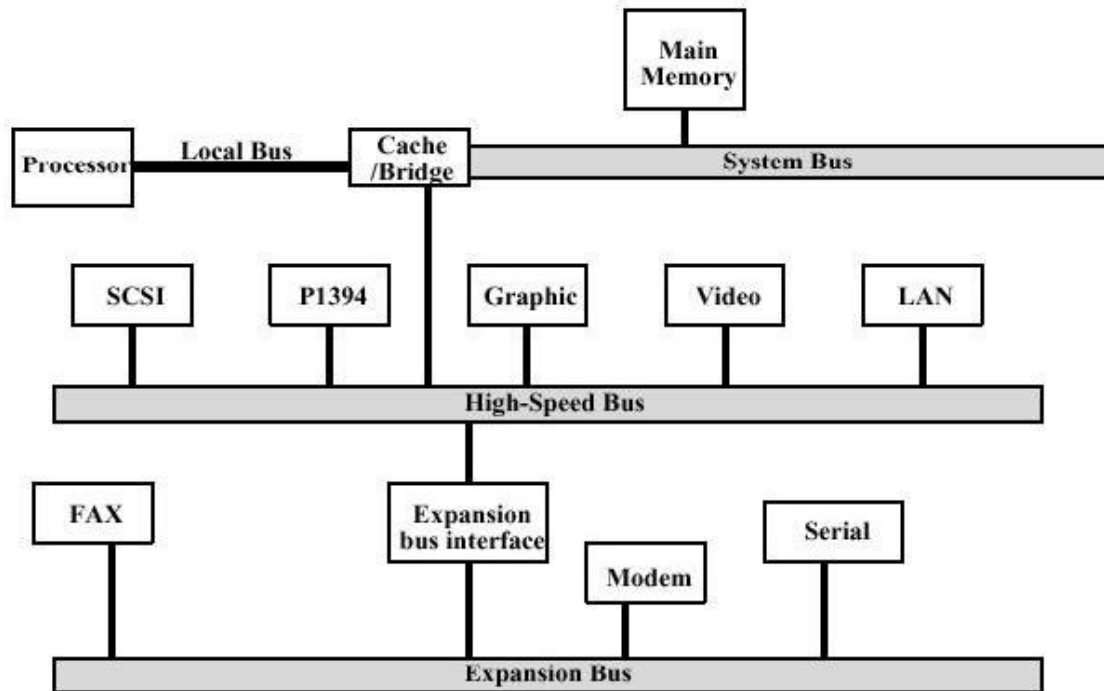 Main
Memory
Processor
Local Bus
Cache
/Bridge
System Bus
SCSI
P1394
Graphic
Video
LAN
High-Speed Bus
FAX
Expansion
bus interface
Modem
Serial
Expansion Bus